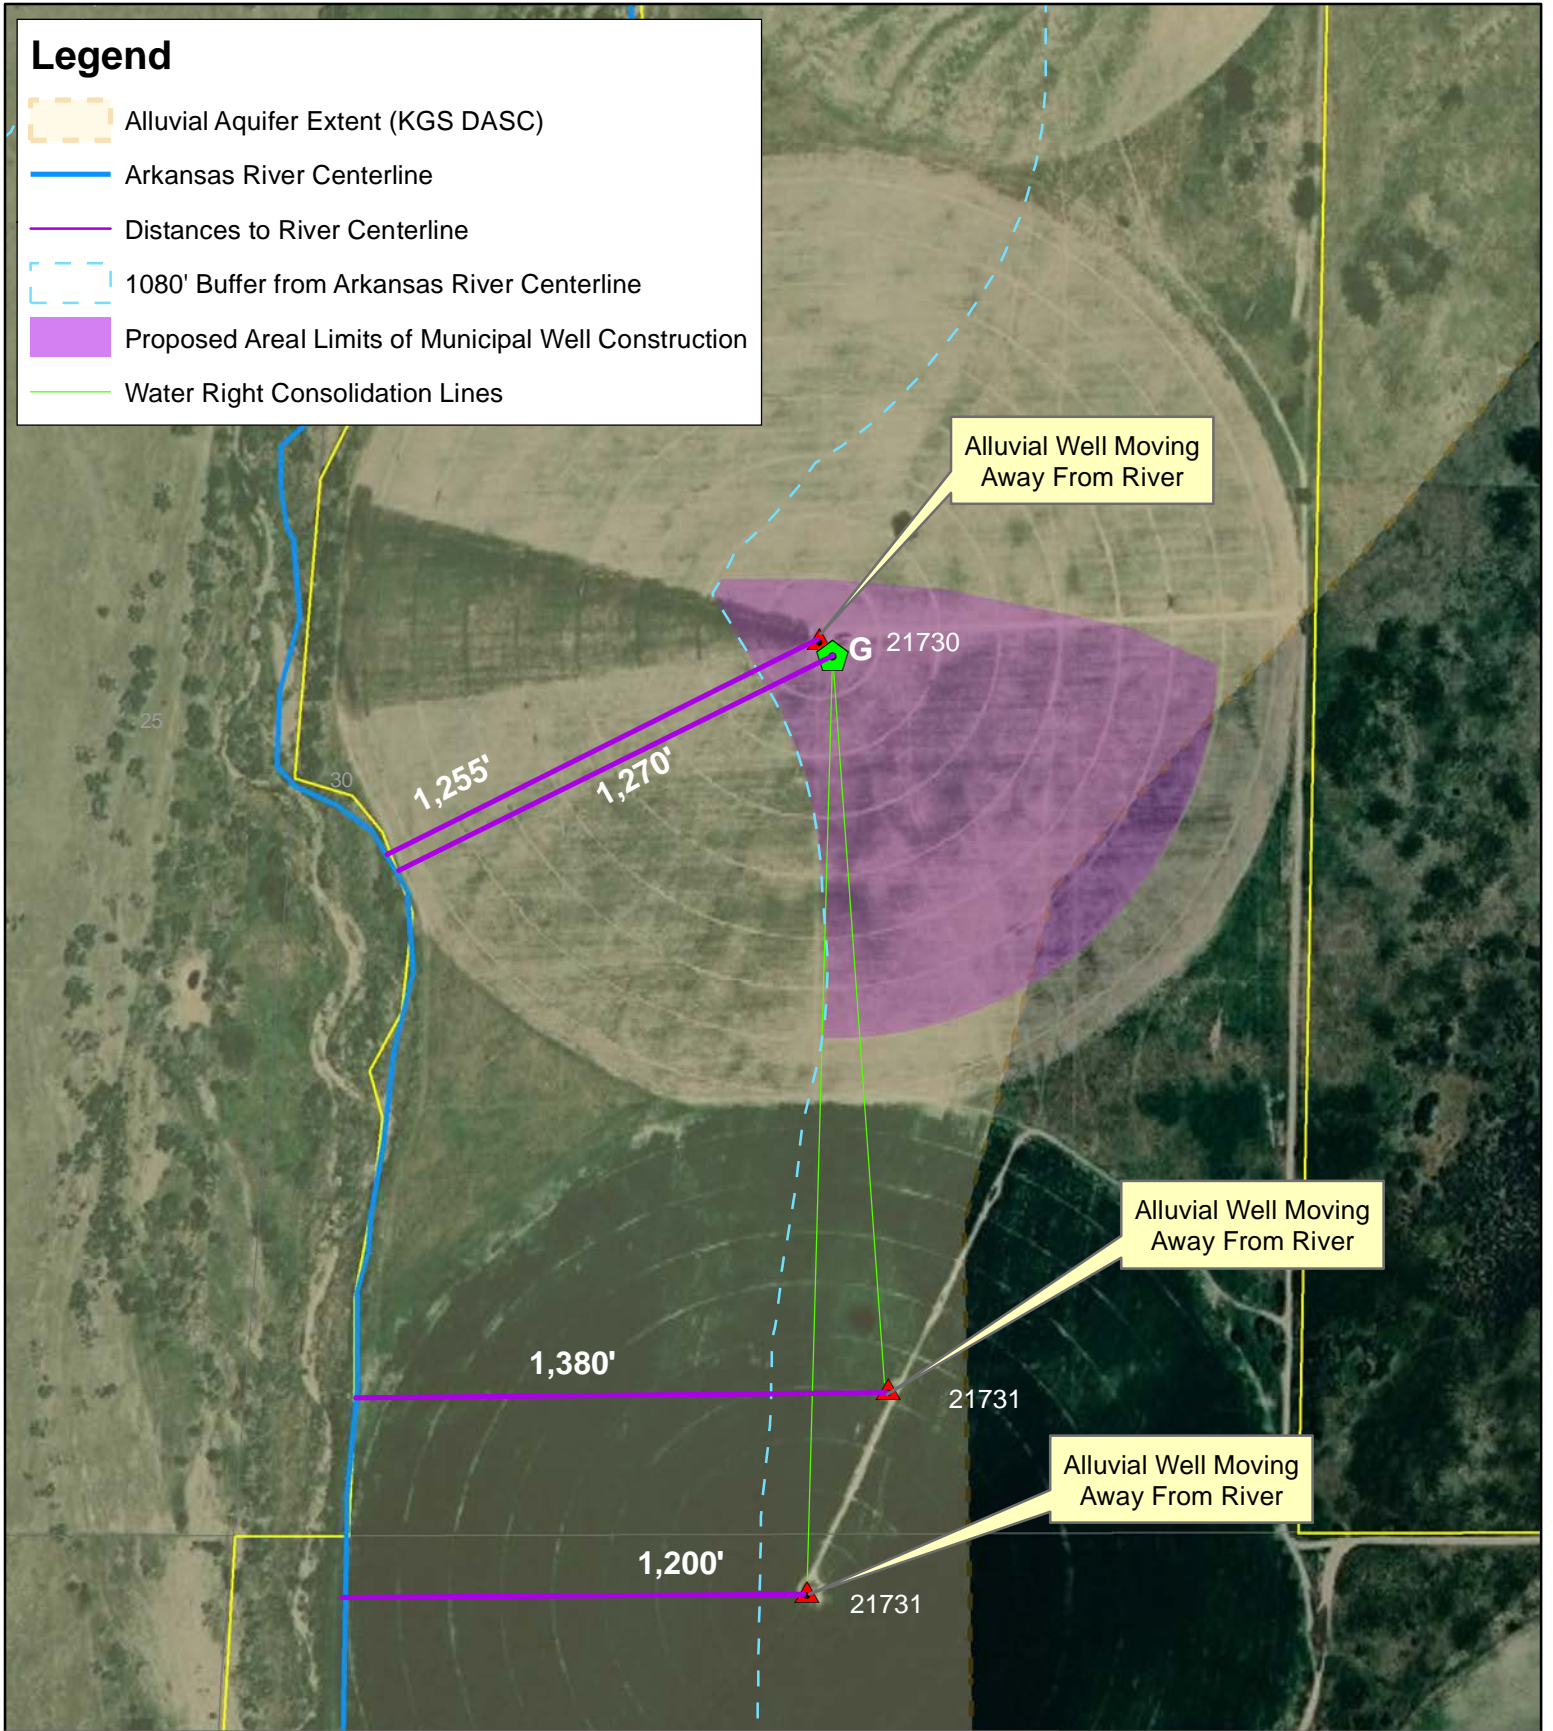 Legend
Alluvial Aquifer Extent (KGS DASC)
Arkansas River Centerline
Distances to River Centerline
1080' Buffer from Arkansas River Centerline
Proposed Areal Limits of Municipal Well Construction
Water Right Consolidation Lines
Alluvial Well Moving
Away From River
G 21730
25
30
1,255'
1,270'
Alluvial Well Moving
Away From River
1,380'
21731
Alluvial Well Moving
Away From River
1,200'
21731